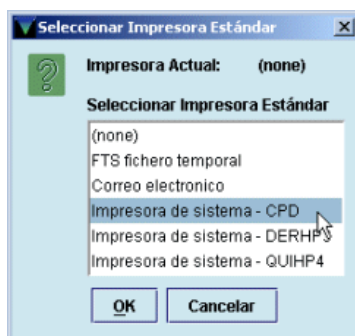 Seleccionar Impresora Estándar
Impresora Actual: (none)
Seleccionar Impresora Estándar
(none)
FTS fichero temporal
Correo electronico
Impresora de sistema - CPD
Impresora de sistema - DERHP3
Impresora de sistema - QUIHP4
OK Cancelar